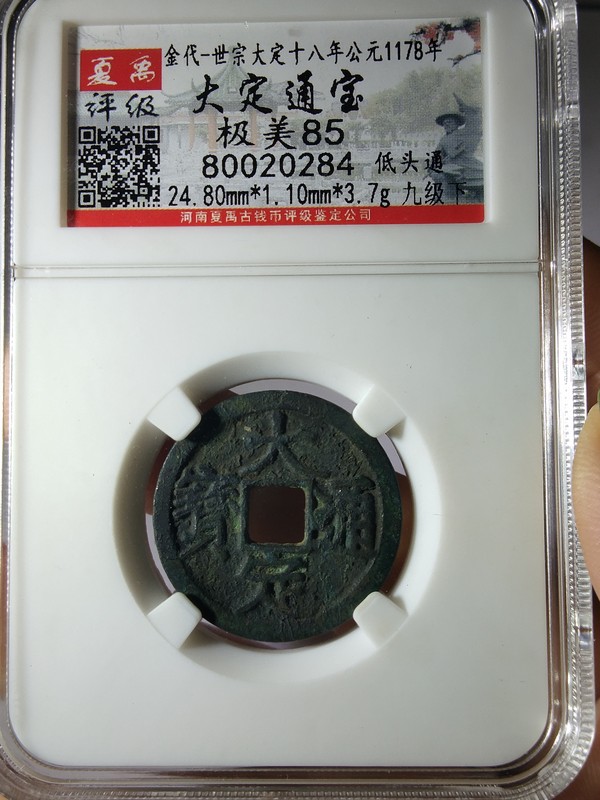 夏禹
评级
金代-世宗大定十八年公元1178年
大定通宝
极美85
80020284 低头通
24.80mm*1.10mm*3.7g 九级下
河南夏禹古钱币评级鉴定公司
大
通
定
寶